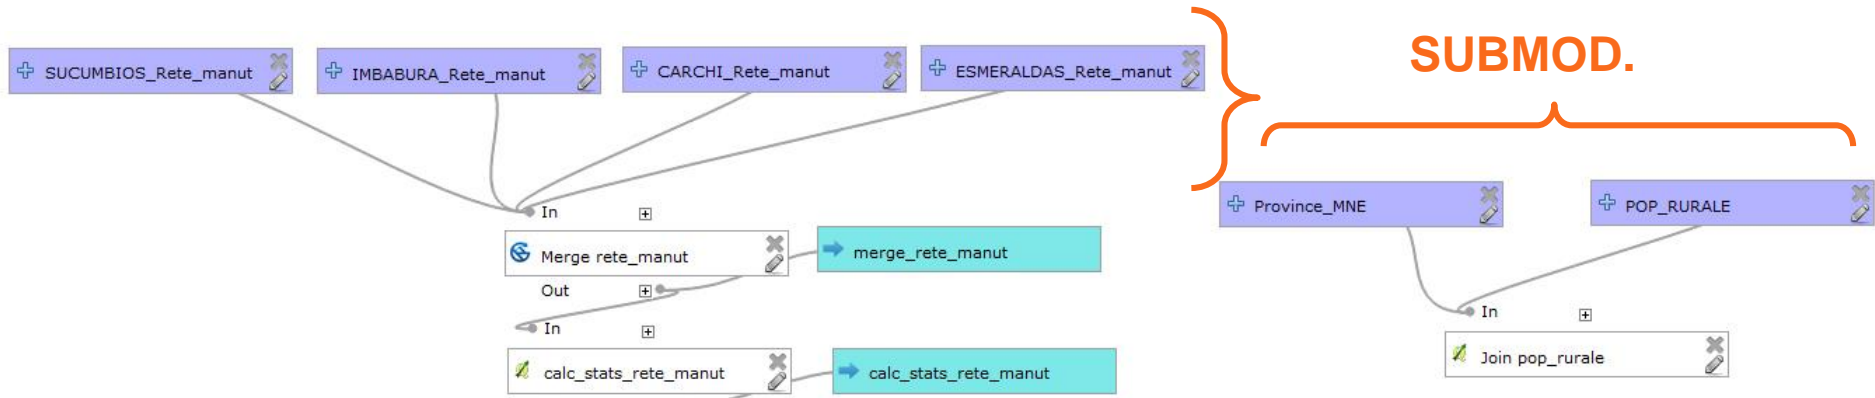 SUBMOD.
SUCUMBIOS_Rete_manut
IMBABURA_Rete_manut
CARCHI_Rete_manut
ESMERALDAS_Rete_manut
In
Merge rete_manut
merge_rete_manut
Out
In
calc_stats_rete_manut
calc_stats_rete_manut
Province_MNE
POP_RURALE
In
Join pop_rurale